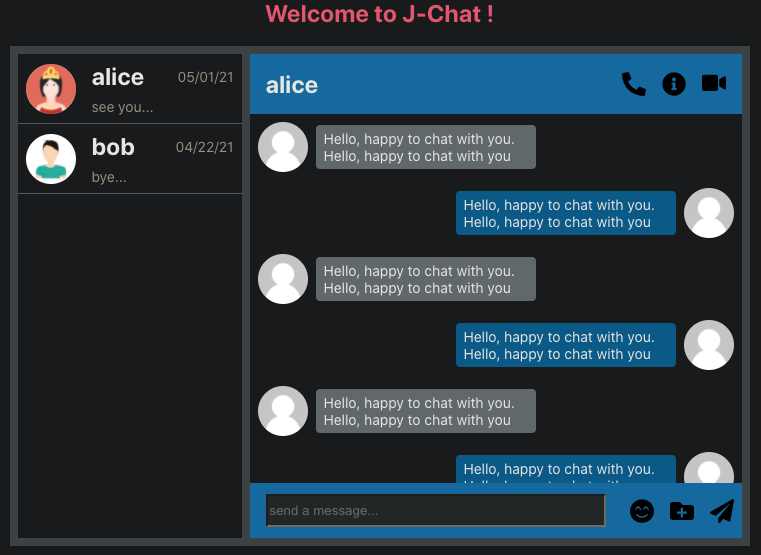 Welcome to J-Chat !
alice
05/01/21
see you...
bob
04/22/21
bye...
alice
Hello, happy to chat with you.
Hello, happy to chat with you
Hello, happy to chat with you.
Hello, happy to chat with you
Hello, happy to chat with you.
Hello, happy to chat with you
Hello, happy to chat with you.
Hello, happy to chat with you
Hello, happy to chat with you.
Hello, happy to chat with you
Hello, happy to chat with you.
send a message...